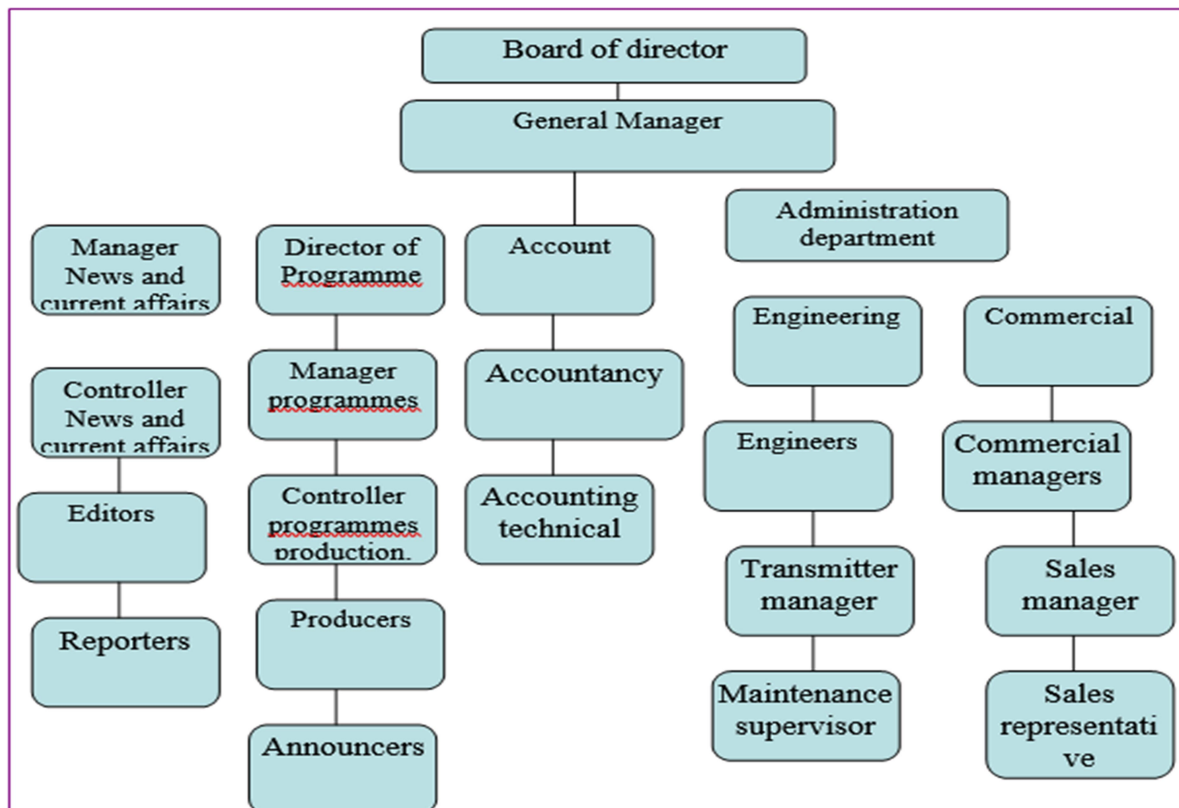 Board of director
General Manager
Administration
department
Manager
News and
current affairs
Director of
Programme
Account
Engineering
Commercial
Controller
News and
current affairs
Manager
programmes
Accountancy
Engineers
Commercial
managers
Editors
Controller
programmes
production.
Accounting
technical
Transmitter
manager
Sales
manager
Reporters
Producers
Maintenance
supervisor
Sales
representati
ve
Announcers